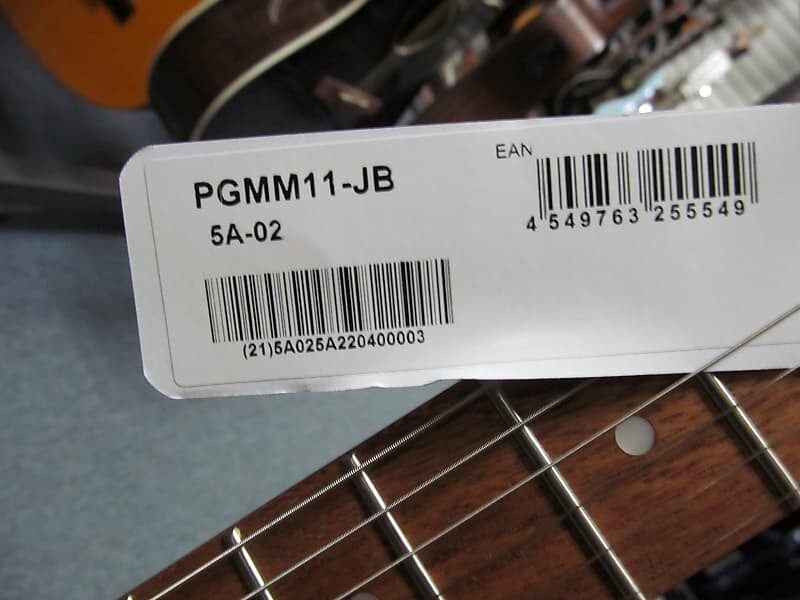 PGMM11-JB
5A-02
(21)5A025A220400003
EAN
4 549763 255549